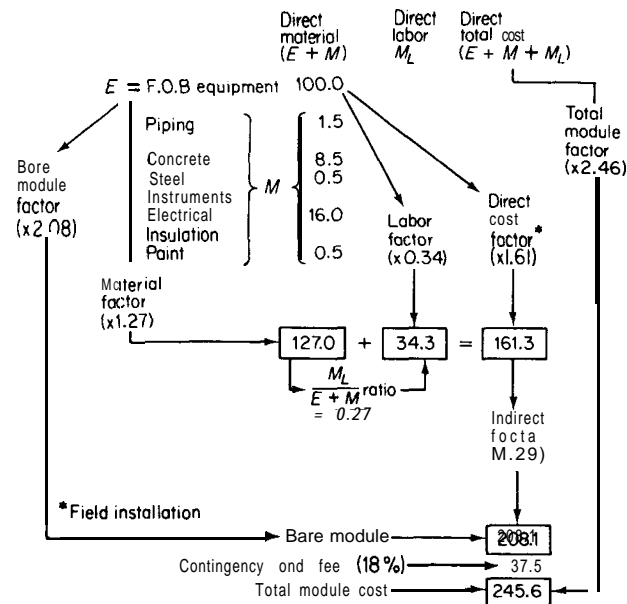 Direct material (E + M)
Direct labor M_L
Direct total cost (E + M + M_L)
E = F.O.B equipment 100.0
Piping 1.5
Concrete 8.5
Steel 0.5
Instruments
Electrical 16.0
Insulation
Paint 0.5
M
Bore module factor (x2.08)
Material factor (x1.27)
Labor factor (x0.34)
Direct cost factor* (x1.61)
Total module factor (x2.46)
127.0 + 34.3 = 161.3
M_L / E + M ratio = 0.27
Indirect focta M.29)
*Field installation
Bare module 208.1
Contingency ond fee (18%) 37.5
Total module cost 245.6